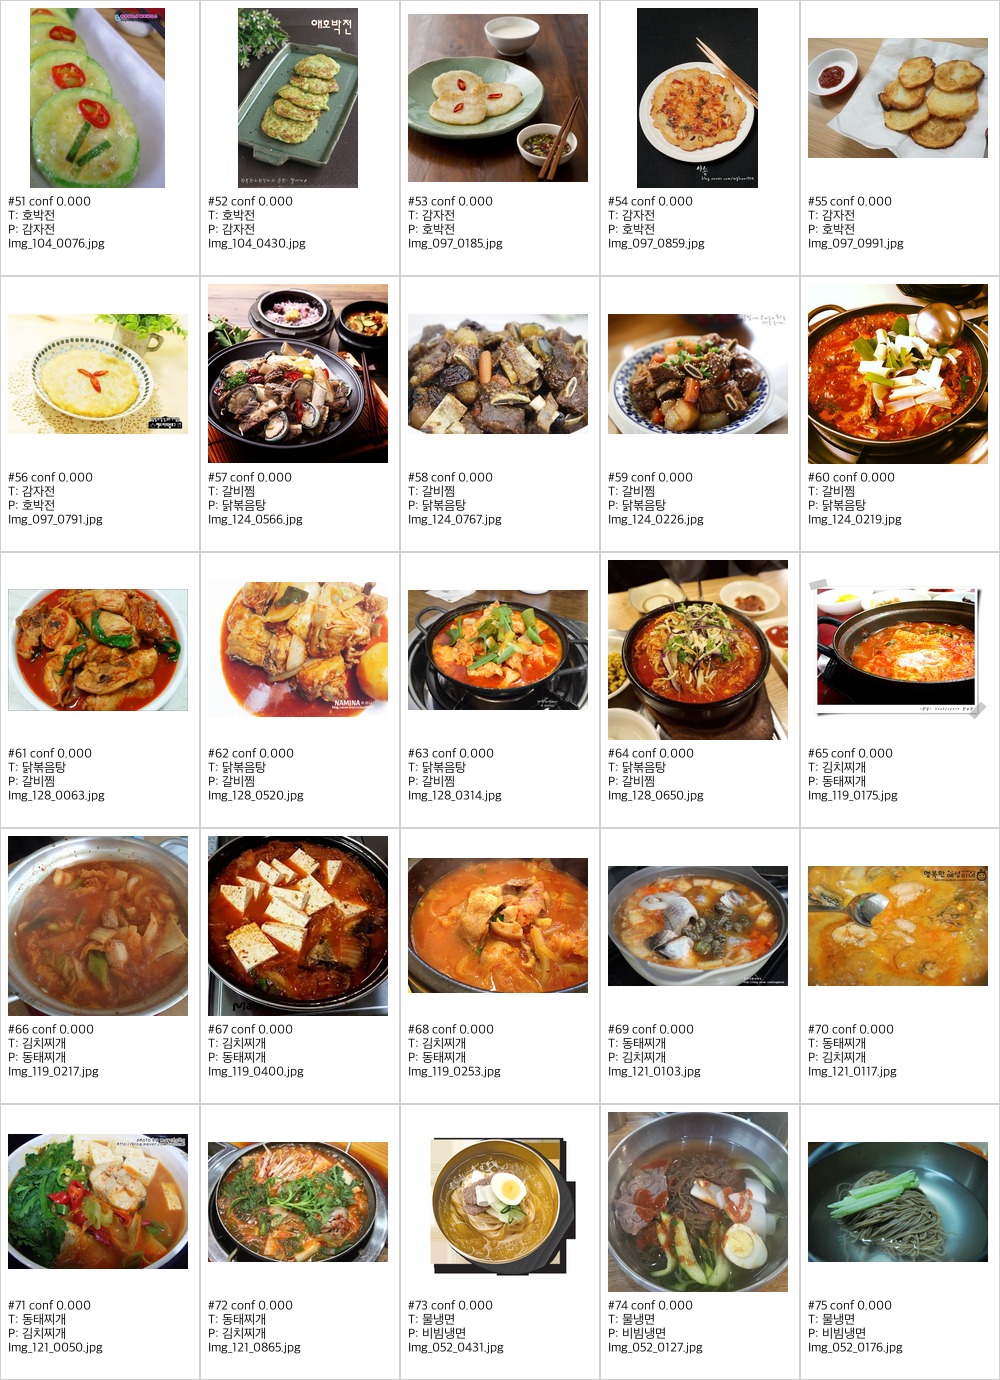 애호박전
#51 conf 0.000
T: 호박전
P: 감자전
Img_104_0076.jpg
#52 conf 0.000
T: 호박전
P: 감자전
Img_104_0430.jpg
#53 conf 0.000
T: 감자전
P: 호박전
Img_097_0185.jpg
#54 conf 0.000
T: 감자전
P: 호박전
Img_097_0859.jpg
#55 conf 0.000
T: 감자전
P: 호박전
Img_097_0991.jpg
#56 conf 0.000
T: 감자전
P: 호박전
Img_097_0791.jpg
#57 conf 0.000
T: 갈비찜
P: 닭볶음탕
Img_124_0566.jpg
#58 conf 0.000
T: 갈비찜
P: 닭볶음탕
Img_124_0767.jpg
#59 conf 0.000
T: 갈비찜
P: 닭볶음탕
Img_124_0226.jpg
#60 conf 0.000
T: 갈비찜
P: 닭볶음탕
Img_124_0219.jpg
NAMINA
#61 conf 0.000
T: 닭볶음탕
P: 갈비찜
Img_128_0063.jpg
#62 conf 0.000
T: 닭볶음탕
P: 갈비찜
Img_128_0520.jpg
#63 conf 0.000
T: 닭볶음탕
P: 갈비찜
Img_128_0314.jpg
#64 conf 0.000
T: 닭볶음탕
P: 갈비찜
Img_128_0650.jpg
#65 conf 0.000
T: 김치찌개
P: 동태찌개
Img_119_0175.jpg
행복한
#66 conf 0.000
T: 김치찌개
P: 동태찌개
Img_119_0217.jpg
#67 conf 0.000
T: 김치찌개
P: 동태찌개
Img_119_0400.jpg
#68 conf 0.000
T: 김치찌개
P: 동태찌개
Img_119_0253.jpg
#69 conf 0.000
T: 동태찌개
P: 김치찌개
Img_121_0103.jpg
#70 conf 0.000
T: 동태찌개
P: 김치찌개
Img_121_0117.jpg
#71 conf 0.000
T: 동태찌개
P: 김치찌개
Img_121_0050.jpg
#72 conf 0.000
T: 동태찌개
P: 김치찌개
Img_121_0865.jpg
#73 conf 0.000
T: 물냉면
P: 비빔냉면
Img_052_0431.jpg
#74 conf 0.000
T: 물냉면
P: 비빔냉면
Img_052_0127.jpg
#75 conf 0.000
T: 물냉면
P: 비빔냉면
Img_052_0176.jpg